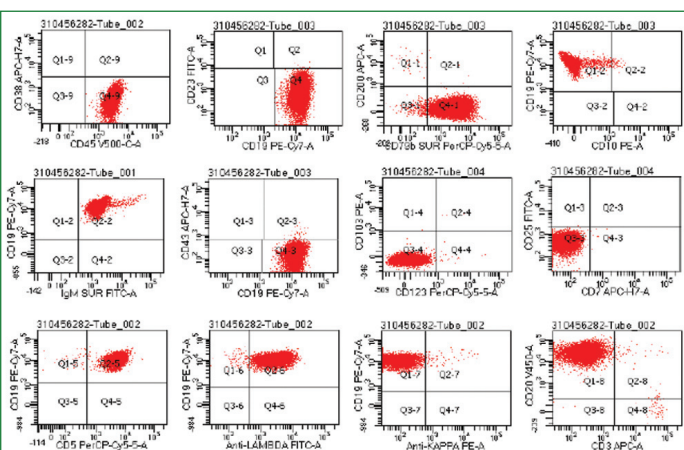 310456282-Tube_002
CD38 APC-H7-A
Q1-9 Q2-9
Q3-9 Q4-9
CD45 V500-C-A
310456282-Tube_003
CD23 FITC-A
Q1 Q2
Q3 Q4
CD19 PE-Cy7-A
310456282-Tube_003
CD200 APC-A
Q1-1 Q2-1
Q4-1
CD79b SUR PerCP-Cy5-5-A
310456282-Tube_003
CD19 PE-Cy7-A
Q1-2 Q2-2
Q3-2 Q4-2
CD10 PE-A
310456282-Tube_001
CD19 PE-Cy7-A
Q1-2 Q2-2
Q3-2 Q4-2
IgM SUR FITC-A
310456282-Tube_003
CD43 APC-H7-A
Q1-3 Q2-3
Q3-3 Q4-3
CD19 PE-Cy7-A
310456282-Tube_004
CD103 PE-A
Q1-4 Q2-4
Q3-4 Q4-4
CD123 PerCP-Cy5-5-A
310456282-Tube_004
CD25 FITC-A
Q1-3 Q2-3
Q3-3 Q4-3
CD7 APC-H7-A
310456282-Tube_002
CD19 PE-Cy7-A
Q1-5 Q2-5
Q3-5 Q4-5
CD5 PerCP-Cy5-5-A
310456282-Tube_002
CD19 PE-Cy7-A
Q1-6 Q2-6
Q3-6 Q4-6
Anti-LAMBDA FITC-A
310456282-Tube_002
CD19 PE-Cy7-A
Q1-7 Q2-7
Q3-7 Q4-7
Anti-KAPPA PE-A
310456282-Tube_002
CD20 V450-A
Q1-8 Q2-8
Q3-8 Q4-8
CD3 APC-A